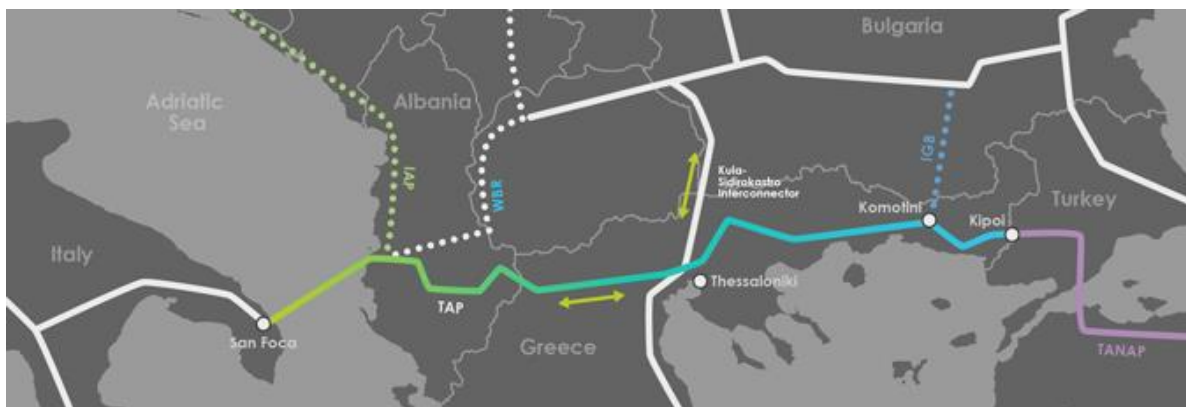 Bulgaria
Adriatic
Sea
Albania
IAP
WBR
Kula-
Sidirokastro
Interconnector
IGB
Komotini
Kipoi
Turkey
Italy
Thessaloniki
TAP
San Foca
Greece
TANAP